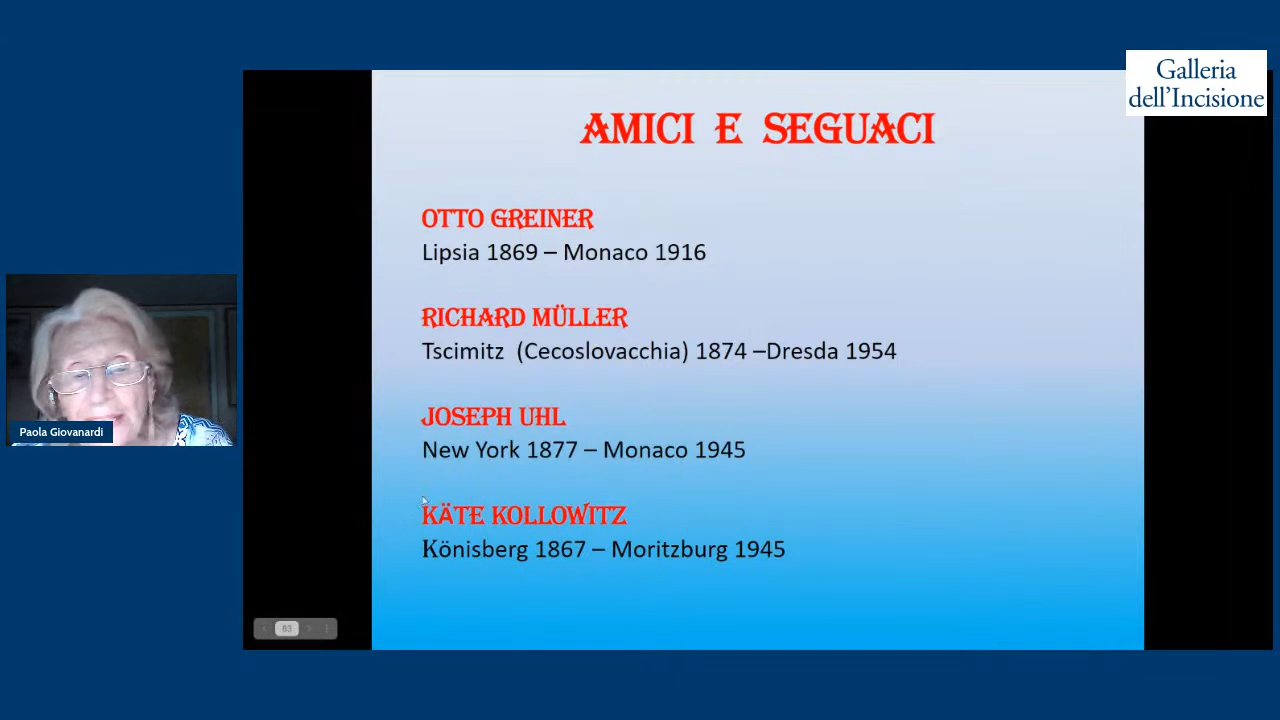 Galleria
dell'Incisione
AMICI E SEGUACI
OTTO GREINER
Lipsia 1869 – Monaco 1916
RICHARD MÜLLER
Tscimitz (Cecoslovacchia) 1874 –Dresda 1954
JOSEPH UHL
New York 1877 – Monaco 1945
KÄTE KOLLOWITZ
Könisberg 1867 – Moritzburg 1945
Paola Giovanardi
83